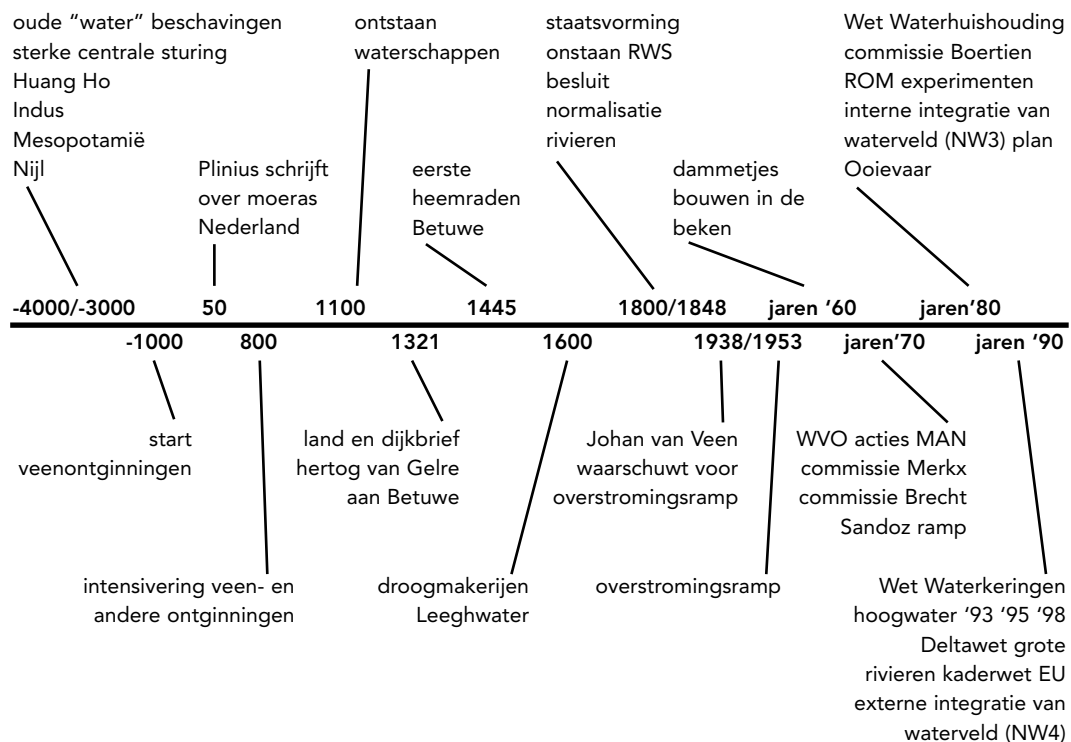 oude “water” beschavingen
sterke centrale sturing
Huang Ho
Indus
Mesopotamië
Nijl
Plinius schrijft
over moeras
Nederland
ontstaan
waterschappen
eerste
heemraden
Betuwe
staatsvorming
onstaan RWS
besluit
normalisatie
rivieren
dammetjes
bouwen in de
beken
Wet Waterhuishouding
commissie Boertien
ROM experimenten
interne integratie van
waterveld (NW3) plan
Ooievaar
-4000/-3000 50 1100 1445 1800/1848 jaren ‘60 jaren’80
-1000 800 1321 1600 1938/1953 jaren’70 jaren ‘90
start
veenontginningen
intensivering veen- en
andere ontginningen
land en dijkbrief
hertog van Gelre
aan Betuwe
droogmakerijen
Leeghwater
Johan van Veen
waarschuwt voor
overstromingsramp
overstromingsramp
WVO acties MAN
commissie Merkx
commissie Brecht
Sandoz ramp
Wet Waterkeringen
hoogwater ‘93 ‘95 ‘98
Deltawet grote
rivieren kaderwet EU
externe integratie van
waterveld (NW4)